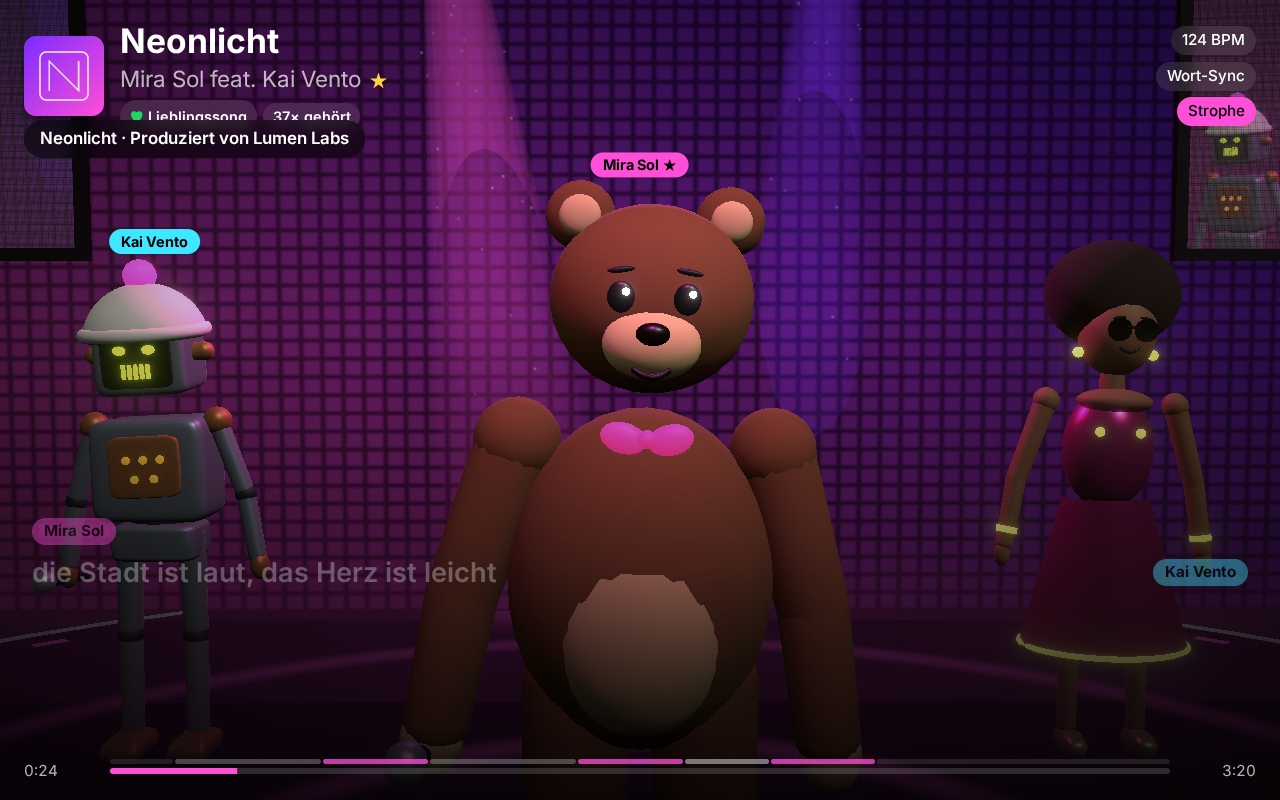 Neonlicht
Mira Sol feat. Kai Vento ★
Lieblingssong
37× gehört
Neonlicht · Produziert von Lumen Labs
124 BPM
Wort-Sync
Strophe
Mira Sol ★
Kai Vento
Mira Sol
die Stadt ist laut, das Herz ist leicht
Kai Vento
0:24
3:20